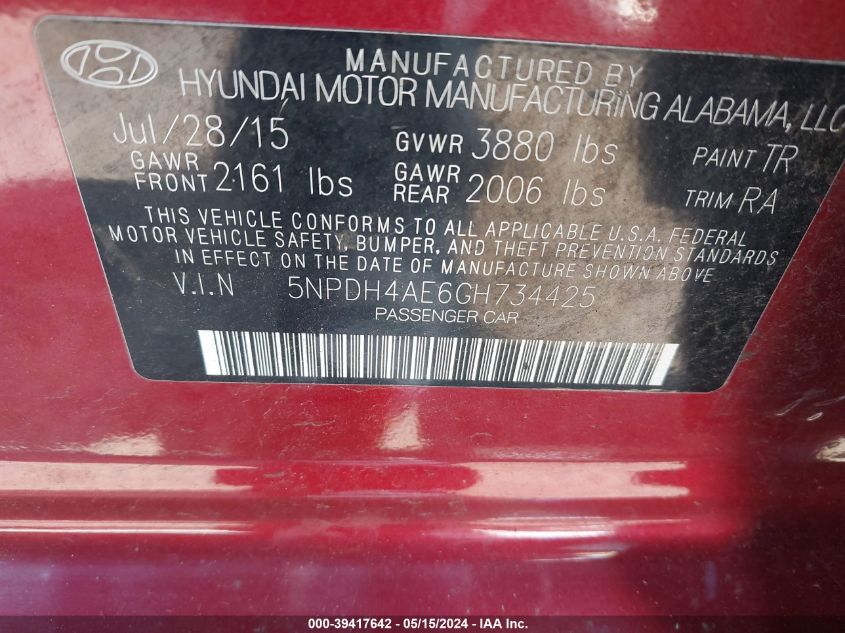 MANUFACTURED BY
HYUNDAI MOTOR MANUFACTURING ALABAMA, LLC
Jul/28/15 GVWR 3880 lbs PAINT TR
GAWR FRONT 2161 lbs GAWR REAR 2006 lbs TRIM RA
THIS VEHICLE CONFORMS TO ALL APPLICABLE U.S.A. FEDERAL
MOTOR VEHICLE SAFETY, BUMPER, AND THEFT PREVENTION STANDARDS
IN EFFECT ON THE DATE OF MANUFACTURE SHOWN ABOVE
V.I.N 5NPDH4AE6GH734425
PASSENGER CAR
000-39417642 - 05/15/2024 - IAA Inc.